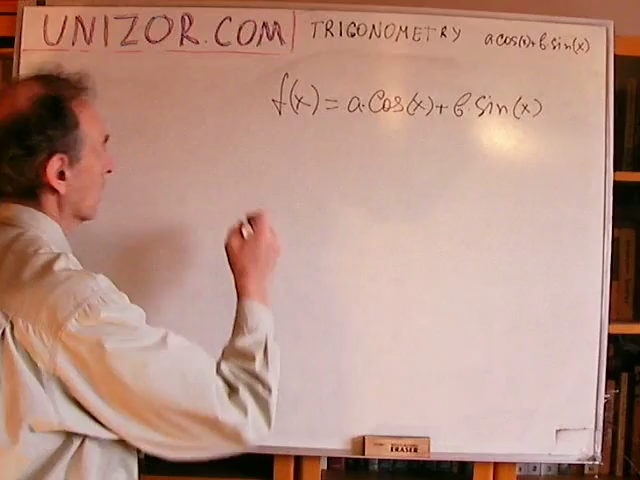 UNIZOR.COM | TRIGONOMETRY a cos(x)+b sin(x)
f(x) = a·Cos(x)+b·Sin(x)
ERASER